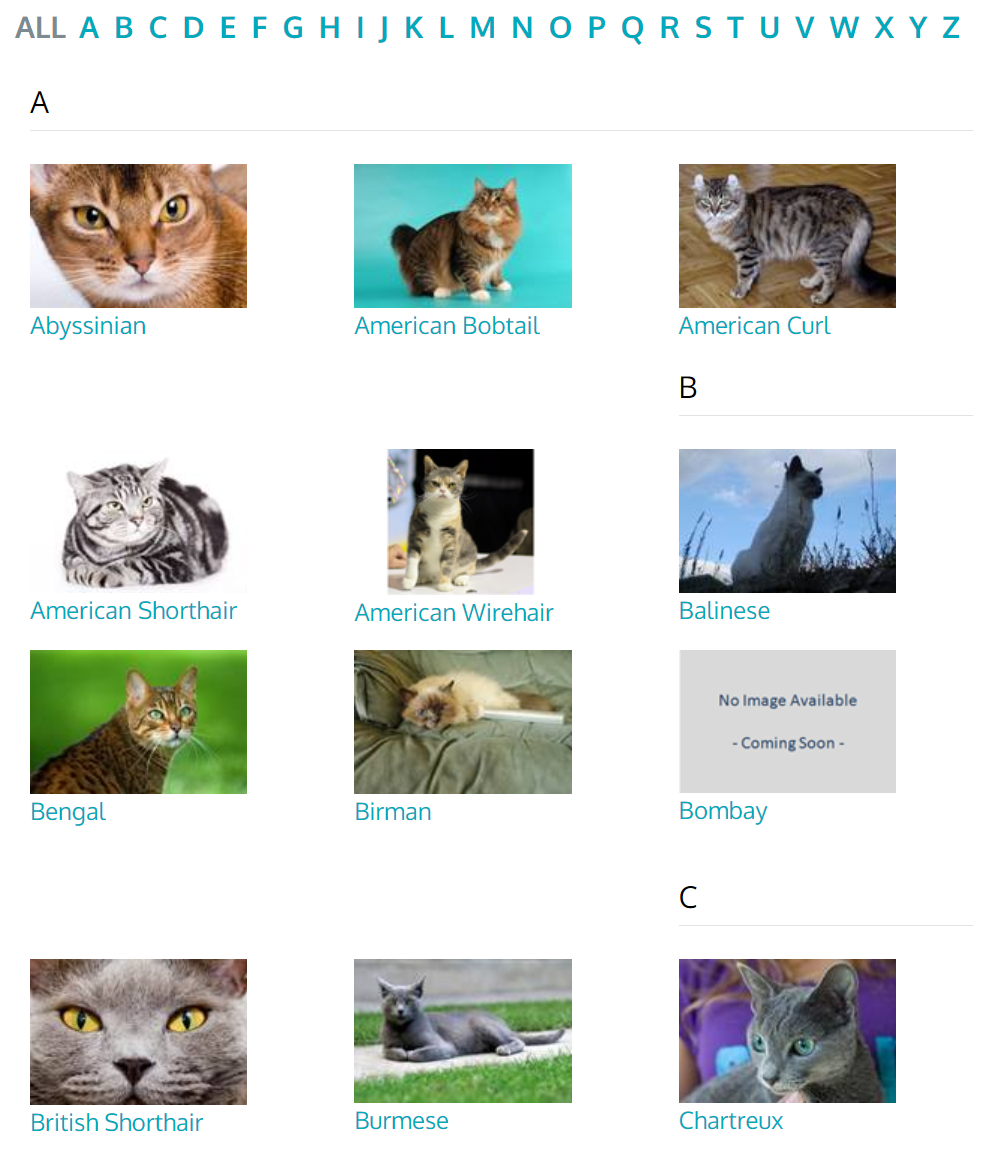 ALL A B C D E F G H I J K L M N O P Q R S T U V W X Y Z
A
Abyssinian
American Bobtail
American Curl
B
American Shorthair
American Wirehair
Balinese
No Image Available
- Coming Soon -
Bengal
Birman
Bombay
C
British Shorthair
Burmese
Chartreux